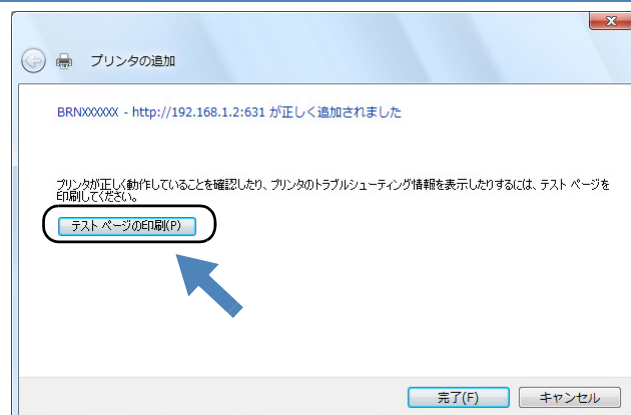 プリンタの追加
BRNXXXXXX - http://192.168.1.2:631 が正しく追加されました
プリンタが正しく動作していることを確認したり、プリンタのトラブルシューティング情報を表示したりするには、テスト ページを
印刷してください。
テスト ページの印刷(P)
完了(F) キャンセル